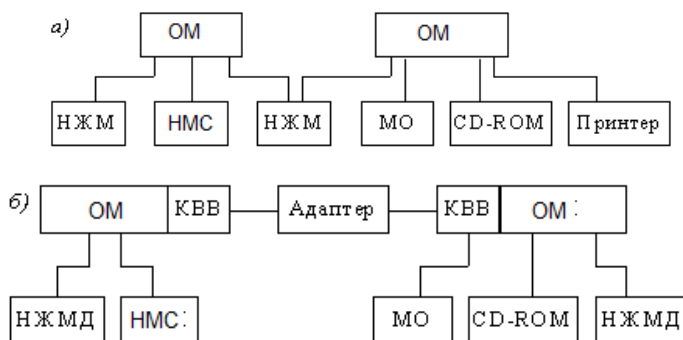 а)
ОМ ОМ
НЖМ НМС НЖМ МО CD-ROM Принтер
б)
ОМ КВВ Адаптер КВВ ОМ :
НЖМД НМС: МО CD-ROM НЖМД